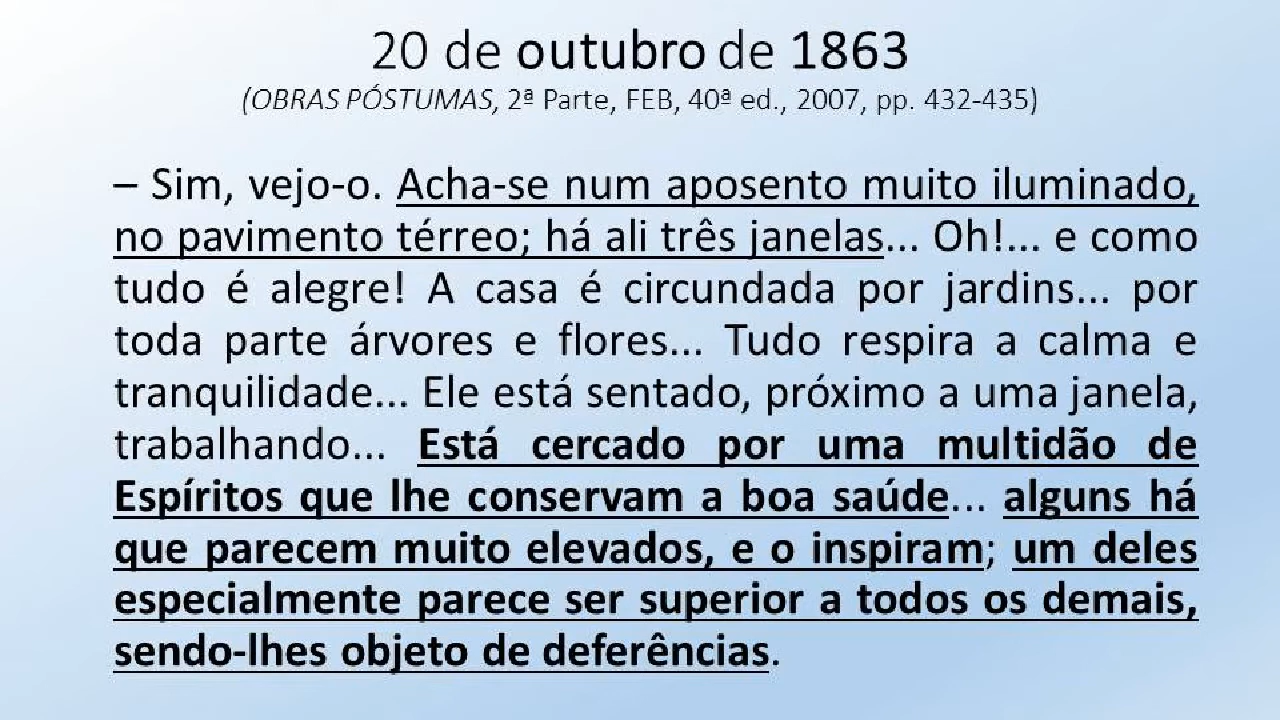 20 de outubro de 1863
(OBRAS PÓSTUMAS, 2ª Parte, FEB, 40ª ed., 2007, pp. 432-435)
– Sim, vejo-o. Acha-se num aposento muito iluminado,
no pavimento térreo; há ali três janelas... Oh!... e como
tudo é alegre! A casa é circundada por jardins... por
toda parte árvores e flores... Tudo respira a calma e
tranquilidade... Ele está sentado, próximo a uma janela,
trabalhando... Está cercado por uma multidão de
Espíritos que lhe conservam a boa saúde... alguns há
que parecem muito elevados, e o inspiram; um deles
especialmente parece ser superior a todos os demais,
sendo-lhes objeto de deferências.